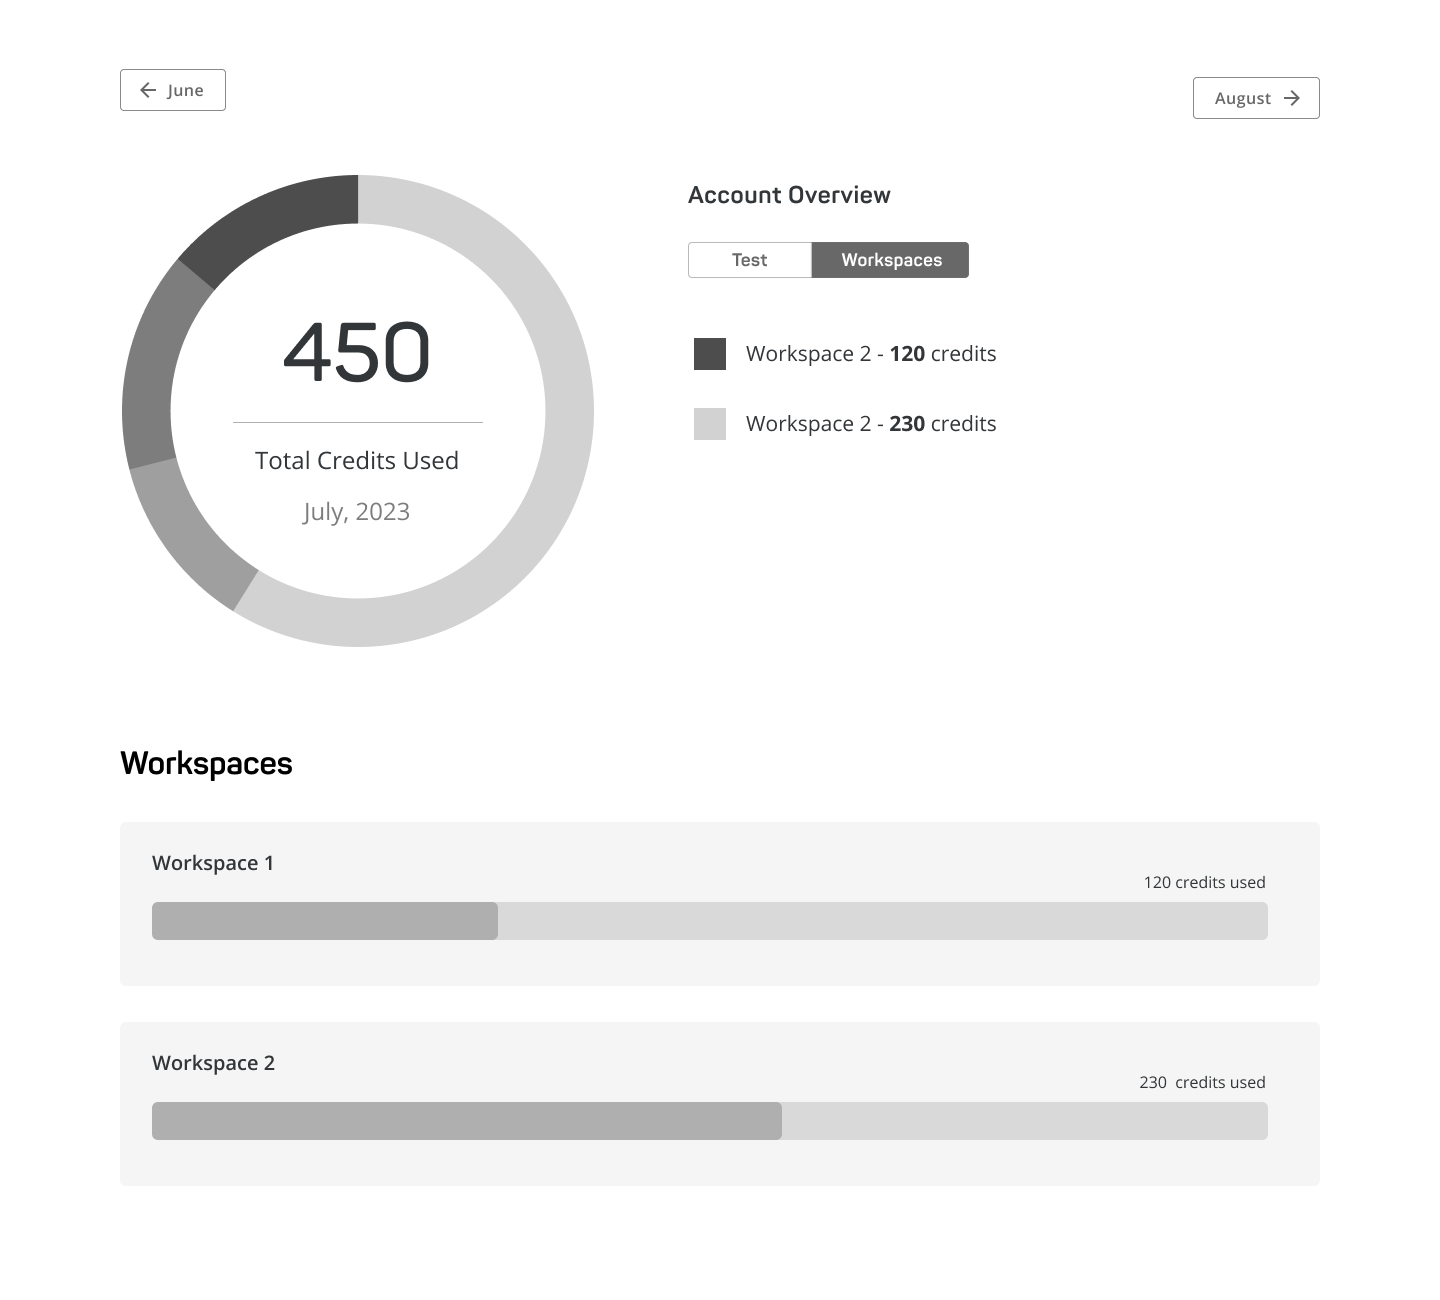 June
August
Account Overview
Test
Workspaces
450
Total Credits Used
July, 2023
Workspace 2 - 120 credits
Workspace 2 - 230 credits
Workspaces
Workspace 1
120 credits used
Workspace 2
230  credits used